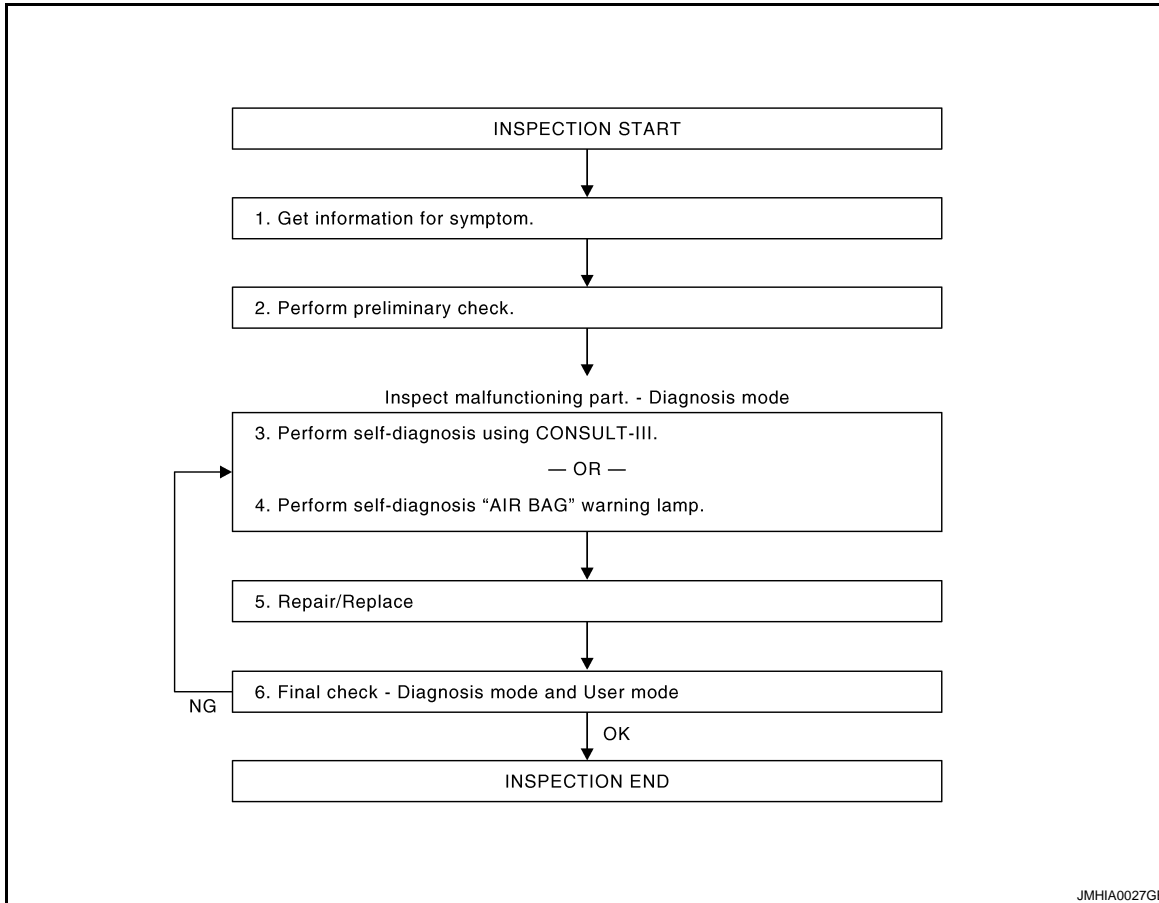 INSPECTION START
1. Get information for symptom.
2. Perform preliminary check.
Inspect malfunctioning part. - Diagnosis mode
3. Perform self-diagnosis using CONSULT-III.
— OR —
4. Perform self-diagnosis “AIR BAG” warning lamp.
5. Repair/Replace
6. Final check - Diagnosis mode and User mode
NG
OK
INSPECTION END